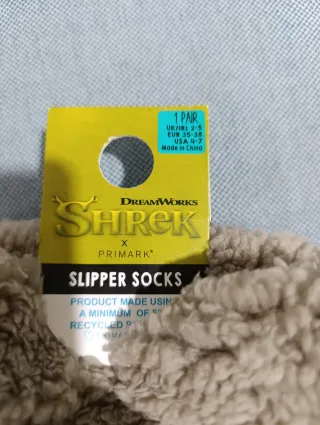 1 PAIR
UK/IRL 2-5
EUR 35-38
USA 4-7
Made in China
DREAMWORKS
SHREK
X
PRIMARK®
SLIPPER SOCKS
PRODUCT MADE USING
A MINIMUM OF
RECYCLED